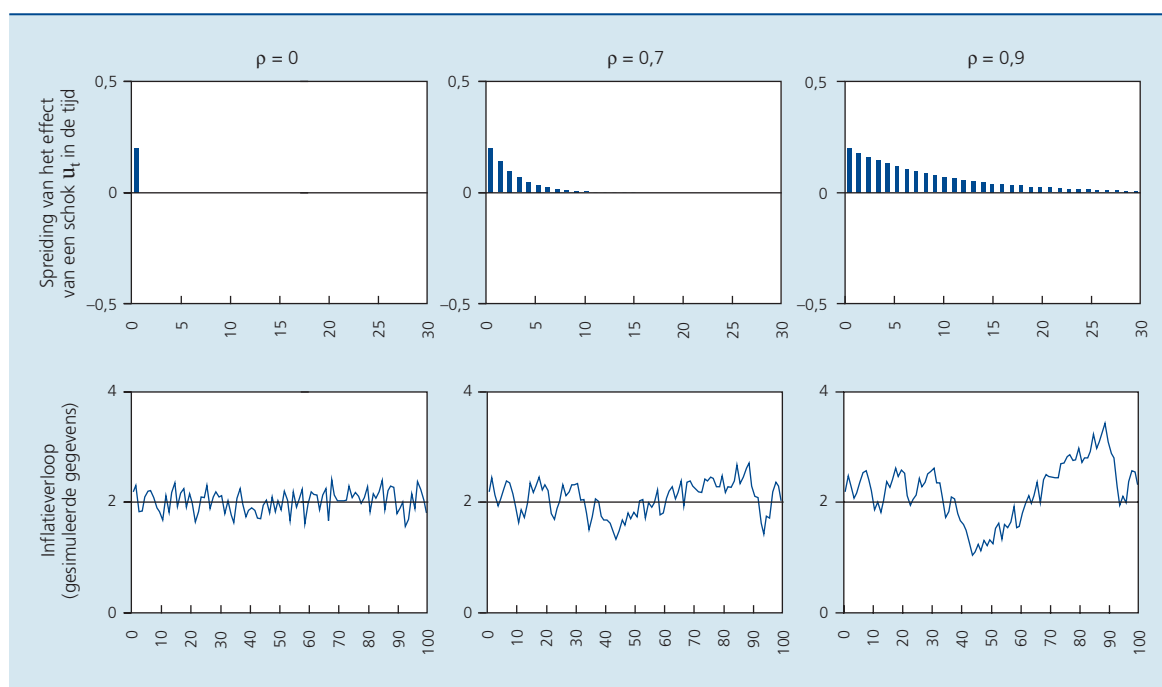 ρ = 0
ρ = 0,7
ρ = 0,9
Spreiding van het effect
van een schok uₜ in de tijd
0,5
0
–0,5
0 5 10 15 20 25 30
0,5
0
–0,5
0 5 10 15 20 25 30
0,5
0
–0,5
0 5 10 15 20 25 30
Inflatieverloop
(gesimuleerde gegevens)
4
2
0
0 10 20 30 40 50 60 70 80 90 100
4
2
0
0 10 20 30 40 50 60 70 80 90 100
4
2
0
0 10 20 30 40 50 60 70 80 90 100